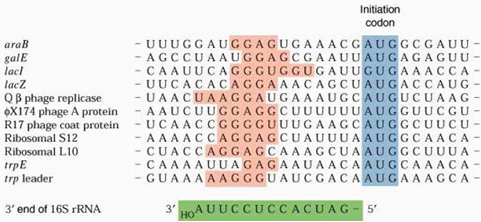 Initiation
codon
araB - U U U G G A U G G A G U G A A A C G A U G G C G A U U -
galE - A G C C U A A U G G A G C G A A U U A U G A G A G U U -
lacI - C A A U U C A G G G U G G U G A U U G U G A A A C C A -
lacZ - U U C A C A C A G G A A A C A G C U A U G A C C A U G -
Q β phage replicase - U A A C U A A G G A U G A A A U G C A U G U C U A A G -
ϕX174 phage A protein - A A U C U U G G A G G C U U U U U U A U G G U U C G U -
R17 phage coat protein - U C A A C C G G G G U U U G A A G C A U G G C U U C U -
Ribosomal S12 - A A A A C C A G G A G C U A U U U A A U G G C A A C A -
Ribosomal L10 - C U A C C A G G A G C A A A G C U A A U G G C U U U A -
trpE - C A A A A U U A G A G A A U A A C A A U G C A A A C A -
trp leader - G U A A A A A G G G U A U C G A C A A U G A A A G C A -
3′ end of 16S rRNA 3′ HO A U U C C U C C A C U A G - 5′